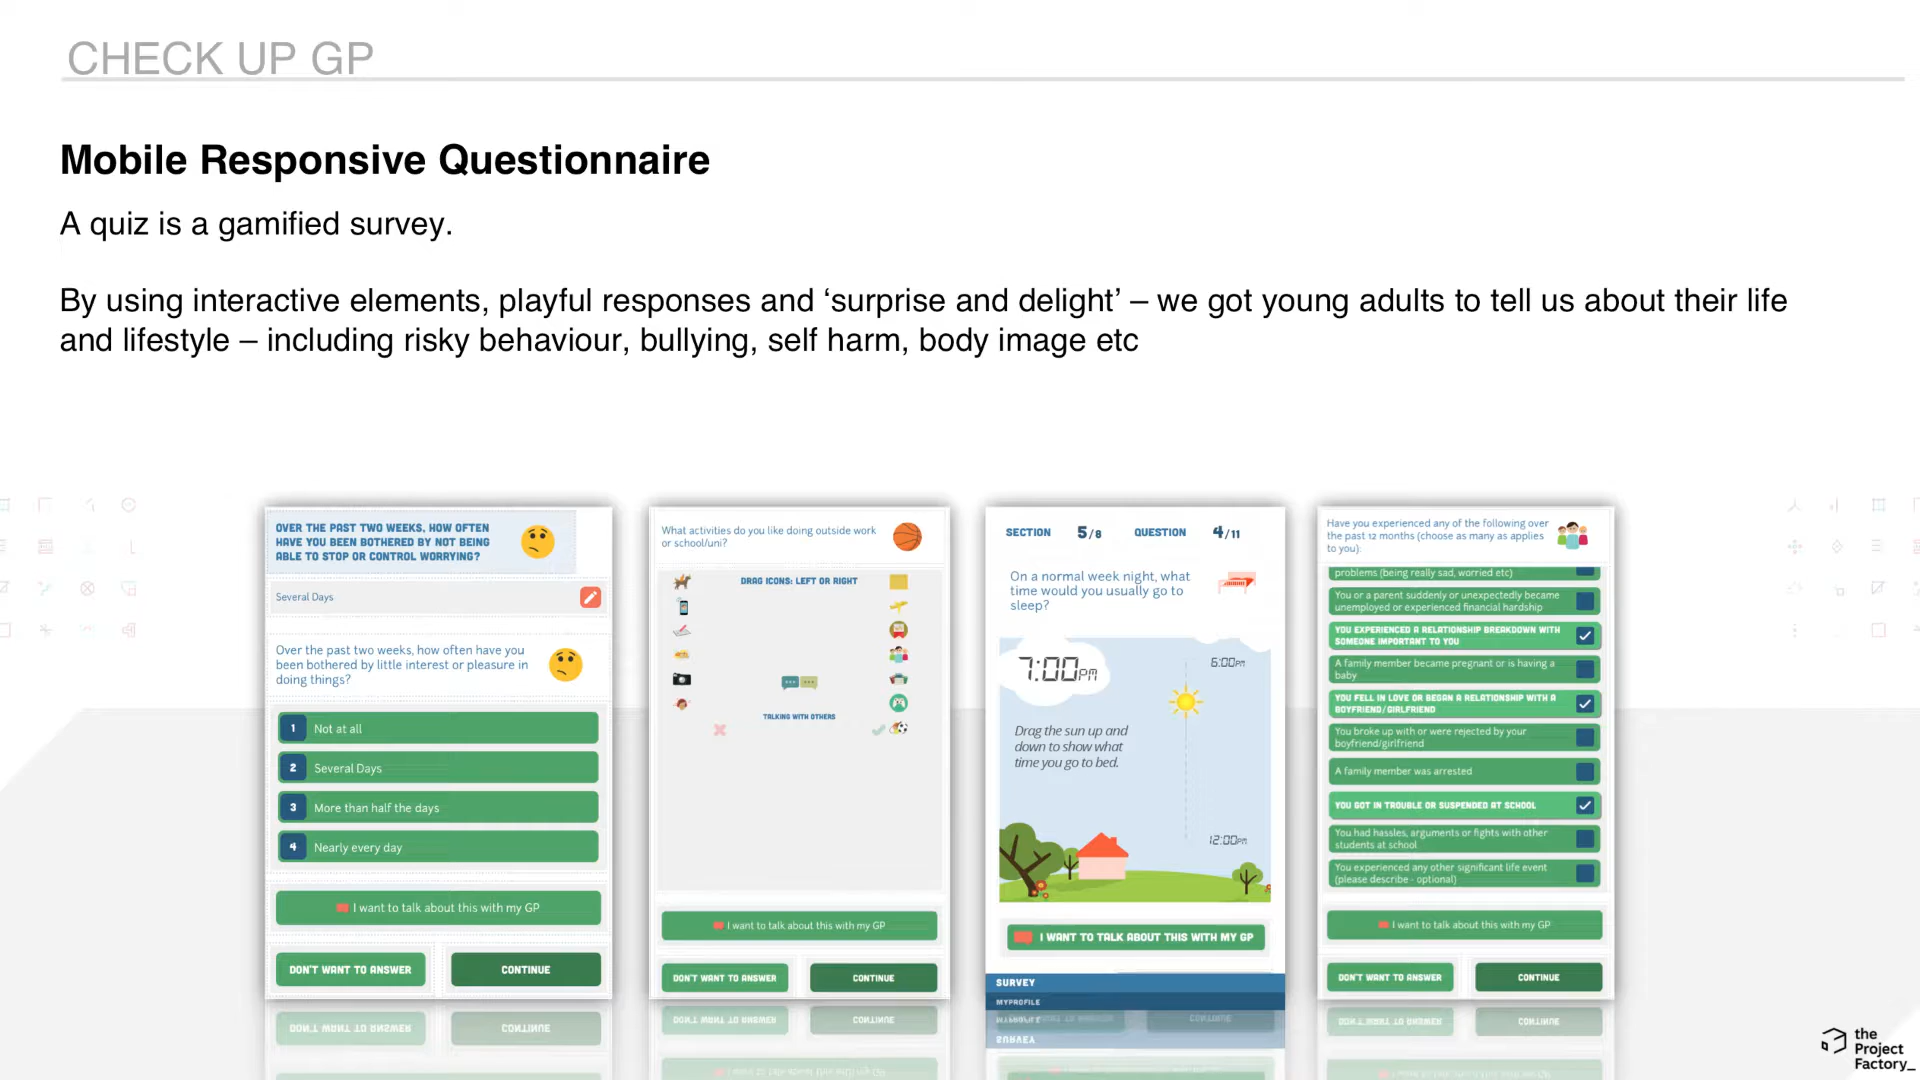 CHECK UP GP
Mobile Responsive Questionnaire
A quiz is a gamified survey.
By using interactive elements, playful responses and ‘surprise and delight’ – we got young adults to tell us about their life
and lifestyle – including risky behaviour, bullying, self harm, body image etc
OVER THE PAST TWO WEEKS, HOW OFTEN
HAVE YOU BEEN BOTHERED BY NOT BEING
ABLE TO STOP OR CONTROL WORRYING?
Several Days
Over the past two weeks, how often have you
been bothered by little interest or pleasure in
doing things?
1 Not at all
2 Several Days
3 More than half the days
4 Nearly every day
I want to talk about this with my GP
DON'T WANT TO ANSWER
CONTINUE
What activities do you like doing outside work
or school/uni?
DRAG ICONS: LEFT OR RIGHT
TALKING WITH OTHERS
I want to talk about this with my GP
DON'T WANT TO ANSWER
CONTINUE
SECTION 5/8 QUESTION 4/11
On a normal week night, what
time would you usually go to
sleep?
7:00PM
6:00PM
Drag the sun up and
down to show what
time you go to bed.
12:00PM
I WANT TO TALK ABOUT THIS WITH MY GP
SURVEY
MYPROFILE
Have you experienced any of the following over
the past 12 months (choose as many as applies
to you):
problems (being really sad, worried etc)
You or a parent suddenly or unexpectedly became
unemployed or experienced financial hardship
YOU EXPERIENCED A RELATIONSHIP BREAKDOWN WITH
SOMEONE IMPORTANT TO YOU
A family member became pregnant or is having a
baby
YOU FELL IN LOVE OR BEGAN A RELATIONSHIP WITH A
BOYFRIEND/GIRLFRIEND
You broke up with or were rejected by your
boyfriend/girlfriend
A family member was arrested
YOU GOT IN TROUBLE OR SUSPENDED AT SCHOOL
You had hassles, arguments or fights with other
students at school
You experienced any other significant life event
(please describe - optional)
I want to talk about this with my GP
DON'T WANT TO ANSWER
CONTINUE
the
Project
Factory_